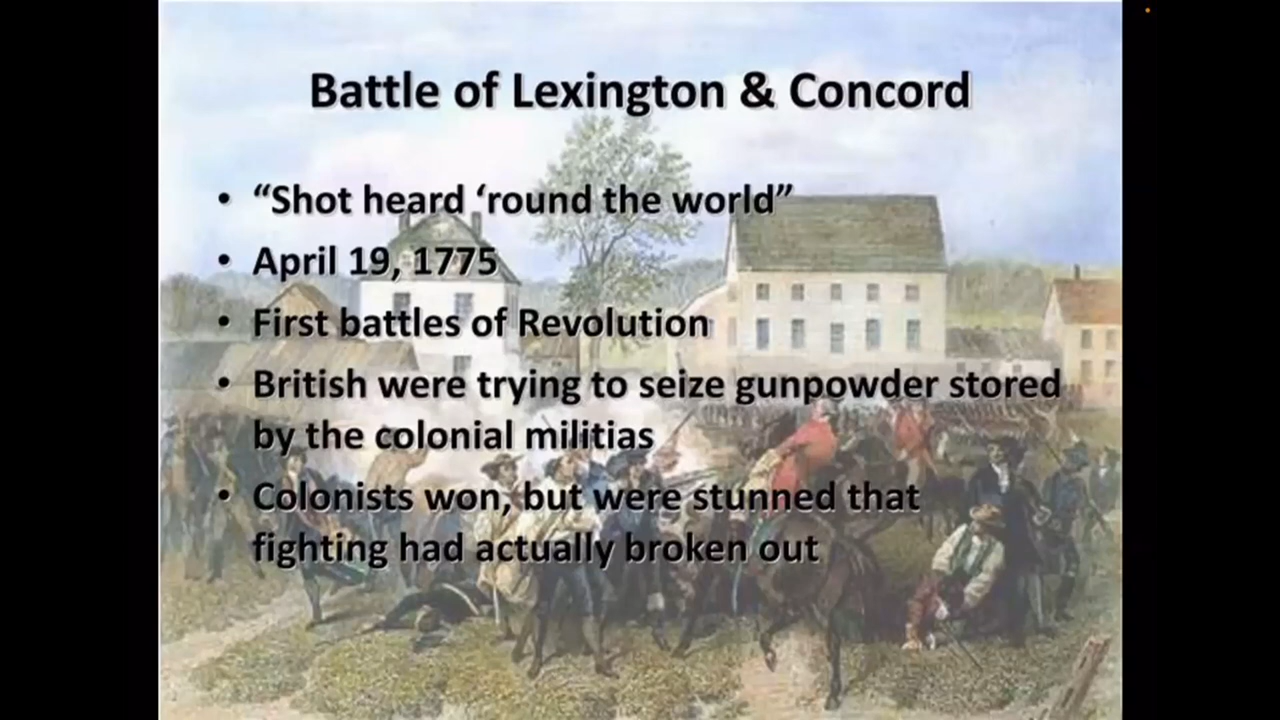 Battle of Lexington & Concord
• “Shot heard ‘round the world”
• April 19, 1775
• First battles of Revolution
• British were trying to seize gunpowder stored
by the colonial militias
• Colonists won, but were stunned that
fighting had actually broken out